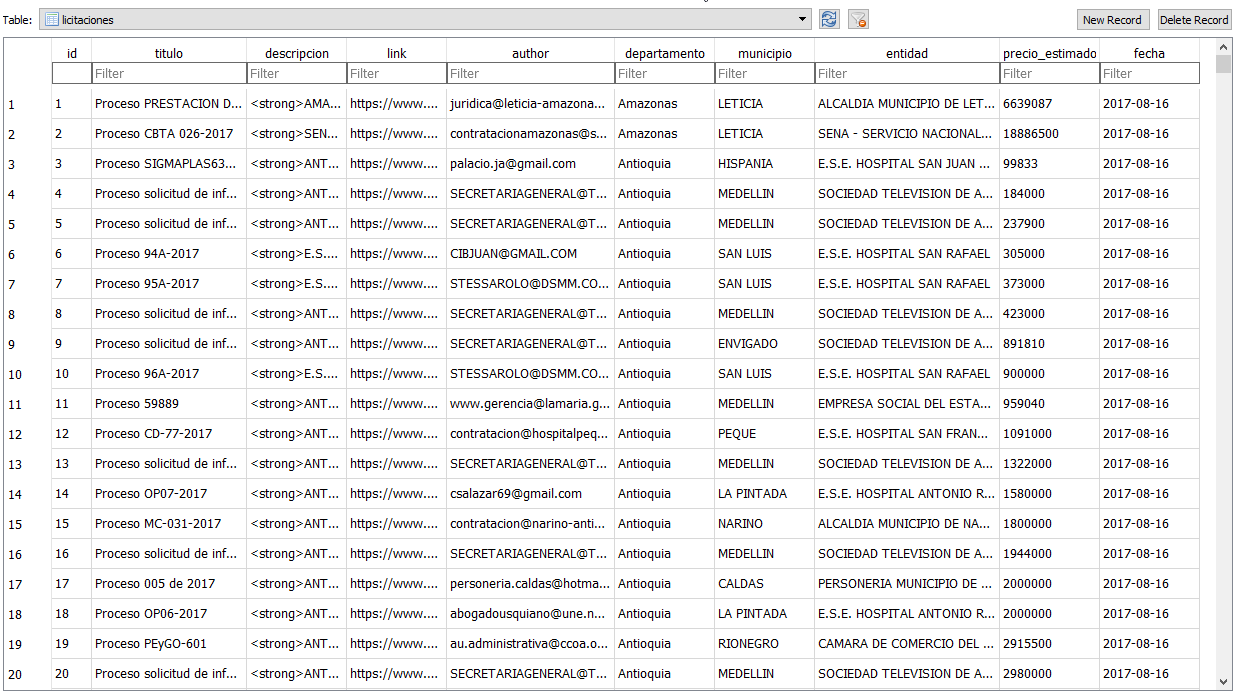 Table: licitaciones New Record Delete Record
id titulo descripcion link author departamento municipio entidad precio_estimado fecha
Filter Filter Filter Filter Filter Filter Filter Filter Filter
1 1 Proceso PRESTACION D... <strong>AMA... https://www.... juridica@leticia-amazona... Amazonas LETICIA ALCALDIA MUNICIPIO DE LET... 6639087 2017-08-16
2 2 Proceso CBTA 026-2017 <strong>SEN... https://www.... contratacionamazonas@s... Amazonas LETICIA SENA - SERVICIO NACIONAL... 18886500 2017-08-16
3 3 Proceso SIGMAPLAS63... <strong>ANT... https://www.... palacio.ja@gmail.com Antioquia HISPANIA E.S.E. HOSPITAL SAN JUAN ... 99833 2017-08-16
4 4 Proceso solicitud de inf... <strong>ANT... https://www.... SECRETARIAGENERAL@T... Antioquia MEDELLIN SOCIEDAD TELEVISION DE A... 184000 2017-08-16
5 5 Proceso solicitud de inf... <strong>ANT... https://www.... SECRETARIAGENERAL@T... Antioquia MEDELLIN SOCIEDAD TELEVISION DE A... 237900 2017-08-16
6 6 Proceso 94A-2017 <strong>E.S.... https://www.... CIBJUAN@GMAIL.COM Antioquia SAN LUIS E.S.E. HOSPITAL SAN RAFAEL 305000 2017-08-16
7 7 Proceso 95A-2017 <strong>E.S.... https://www.... STESSAROLO@DSMM.CO... Antioquia SAN LUIS E.S.E. HOSPITAL SAN RAFAEL 373000 2017-08-16
8 8 Proceso solicitud de inf... <strong>ANT... https://www.... SECRETARIAGENERAL@T... Antioquia MEDELLIN SOCIEDAD TELEVISION DE A... 423000 2017-08-16
9 9 Proceso solicitud de inf... <strong>ANT... https://www.... SECRETARIAGENERAL@T... Antioquia ENVIGADO SOCIEDAD TELEVISION DE A... 891810 2017-08-16
10 10 Proceso 96A-2017 <strong>E.S.... https://www.... STESSAROLO@DSMM.CO... Antioquia SAN LUIS E.S.E. HOSPITAL SAN RAFAEL 900000 2017-08-16
11 11 Proceso 59889 <strong>ANT... https://www.... www.gerencia@lamaria.g... Antioquia MEDELLIN EMPRESA SOCIAL DEL ESTA... 959040 2017-08-16
12 12 Proceso CD-77-2017 <strong>ANT... https://www.... contratacion@hospitalpeq... Antioquia PEQUE E.S.E. HOSPITAL SAN FRAN... 1091000 2017-08-16
13 13 Proceso solicitud de inf... <strong>ANT... https://www.... SECRETARIAGENERAL@T... Antioquia MEDELLIN SOCIEDAD TELEVISION DE A... 1322000 2017-08-16
14 14 Proceso OP07-2017 <strong>ANT... https://www.... csalazar69@gmail.com Antioquia LA PINTADA E.S.E. HOSPITAL ANTONIO R... 1580000 2017-08-16
15 15 Proceso MC-031-2017 <strong>ANT... https://www.... contratacion@narino-anti... Antioquia NARINO ALCALDIA MUNICIPIO DE NA... 1800000 2017-08-16
16 16 Proceso solicitud de inf... <strong>ANT... https://www.... SECRETARIAGENERAL@T... Antioquia MEDELLIN SOCIEDAD TELEVISION DE A... 1944000 2017-08-16
17 17 Proceso 005 de 2017 <strong>ANT... https://www.... personeria.caldas@hotma... Antioquia CALDAS PERSONERIA MUNICIPIO DE ... 2000000 2017-08-16
18 18 Proceso OP06-2017 <strong>ANT... https://www.... abogadousquiano@une.n... Antioquia LA PINTADA E.S.E. HOSPITAL ANTONIO R... 2000000 2017-08-16
19 19 Proceso PEyGO-601 <strong>ANT... https://www.... au.administrativa@ccoa.o... Antioquia RIONEGRO CAMARA DE COMERCIO DEL ... 2915500 2017-08-16
20 20 Proceso solicitud de inf... <strong>ANT... https://www.... SECRETARIAGENERAL@T... Antioquia MEDELLIN SOCIEDAD TELEVISION DE A... 2980000 2017-08-16